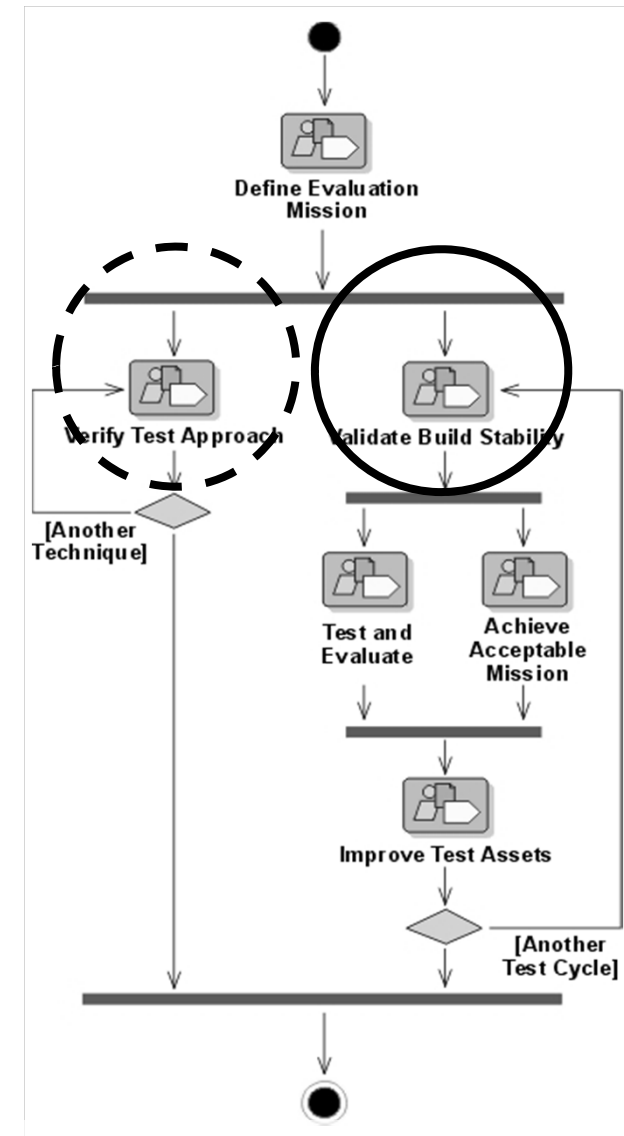 Define Evaluation
Mission
Verify Test Approach
Validate Build Stability
[Another
Technique]
Test and
Evaluate
Achieve
Acceptable
Mission
Improve Test Assets
[Another
Test Cycle]